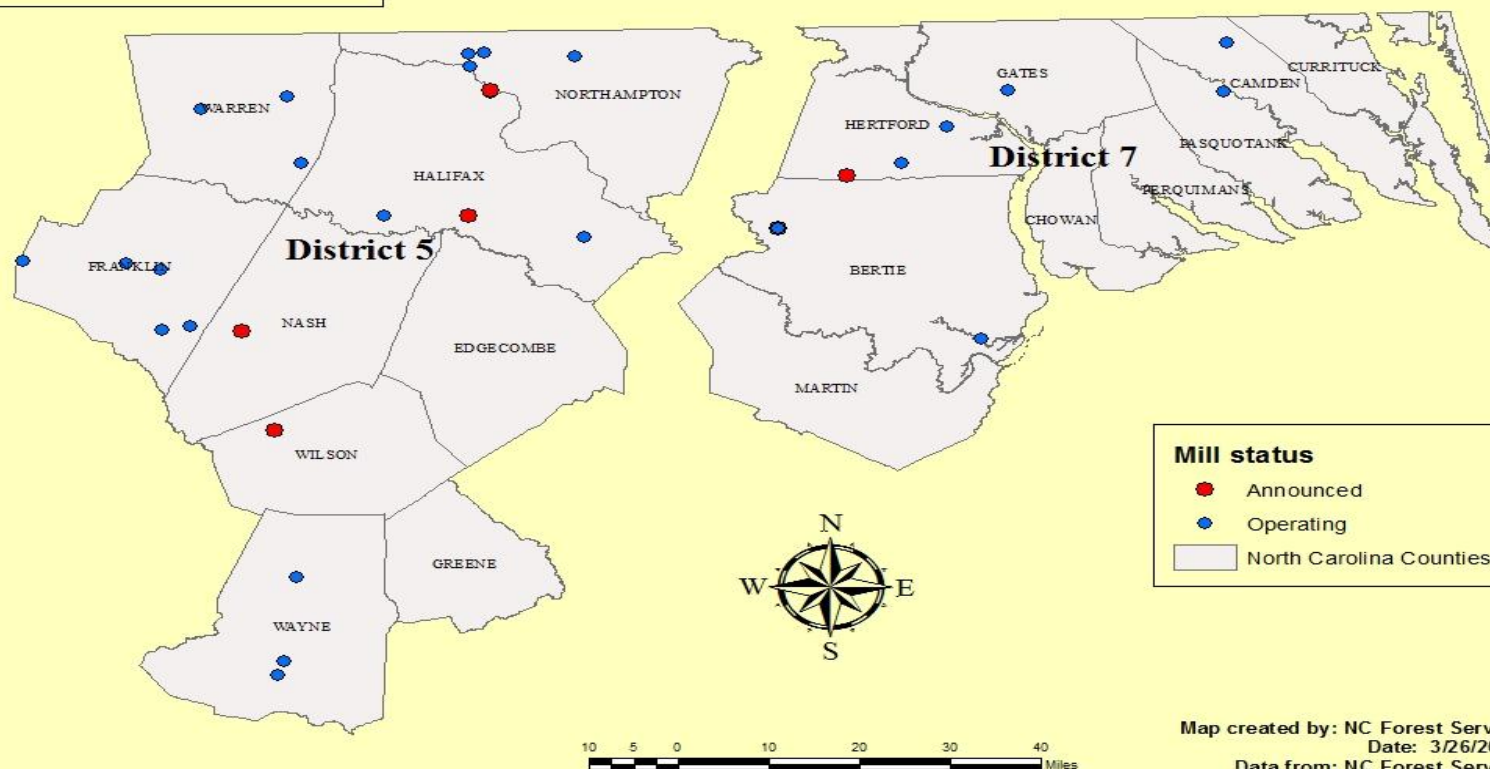 WARREN
NORTHAMPTON
HALIFAX
District 5
FRANKLIN
NASH
EDGECOMBE
WILSON
GREENE
WAYNE
GATES
CURRITUCK
CAMDEN
HERTFORD
District 7
PASQUOTANK
PERQUIMANS
CHOWAN
BERTIE
MARTIN
Mill status
Announced
Operating
North Carolina Counties
N
W E
S
10 5 0 10 20 30 40
Miles
Map created by: NC Forest Serv
Date: 3/26/20
Data from: NC Forest Serv